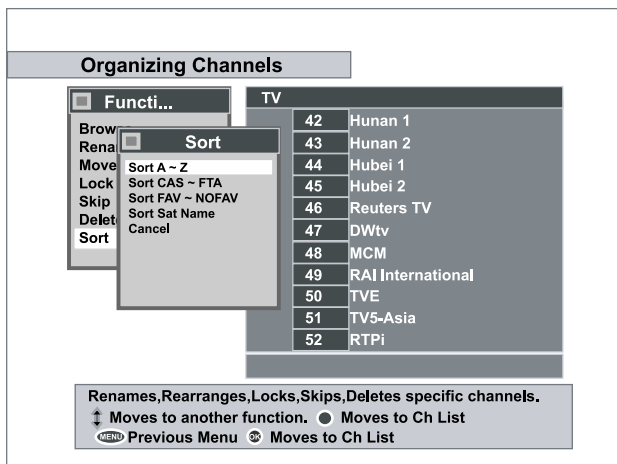 Organizing Channels
Functi...
Rena
Move
Lock
Skip
Delet
Sort
Sort
Sort A ~ Z
Sort CAS ~ FTA
Sort FAV ~ NOFAV
Sort Sat Name
Cancel
TV
42 Hunan 1
43 Hunan 2
44 Hubei 1
45 Hubei 2
46 Reuters TV
47 DWtv
48 MCM
49 RAI International
50 TVE
51 TV5-Asia
52 RTPi
Renames,Rearranges,Locks,Skips,Deletes specific channels.
Moves to another function. Moves to Ch List
MENU Previous Menu OK Moves to Ch List